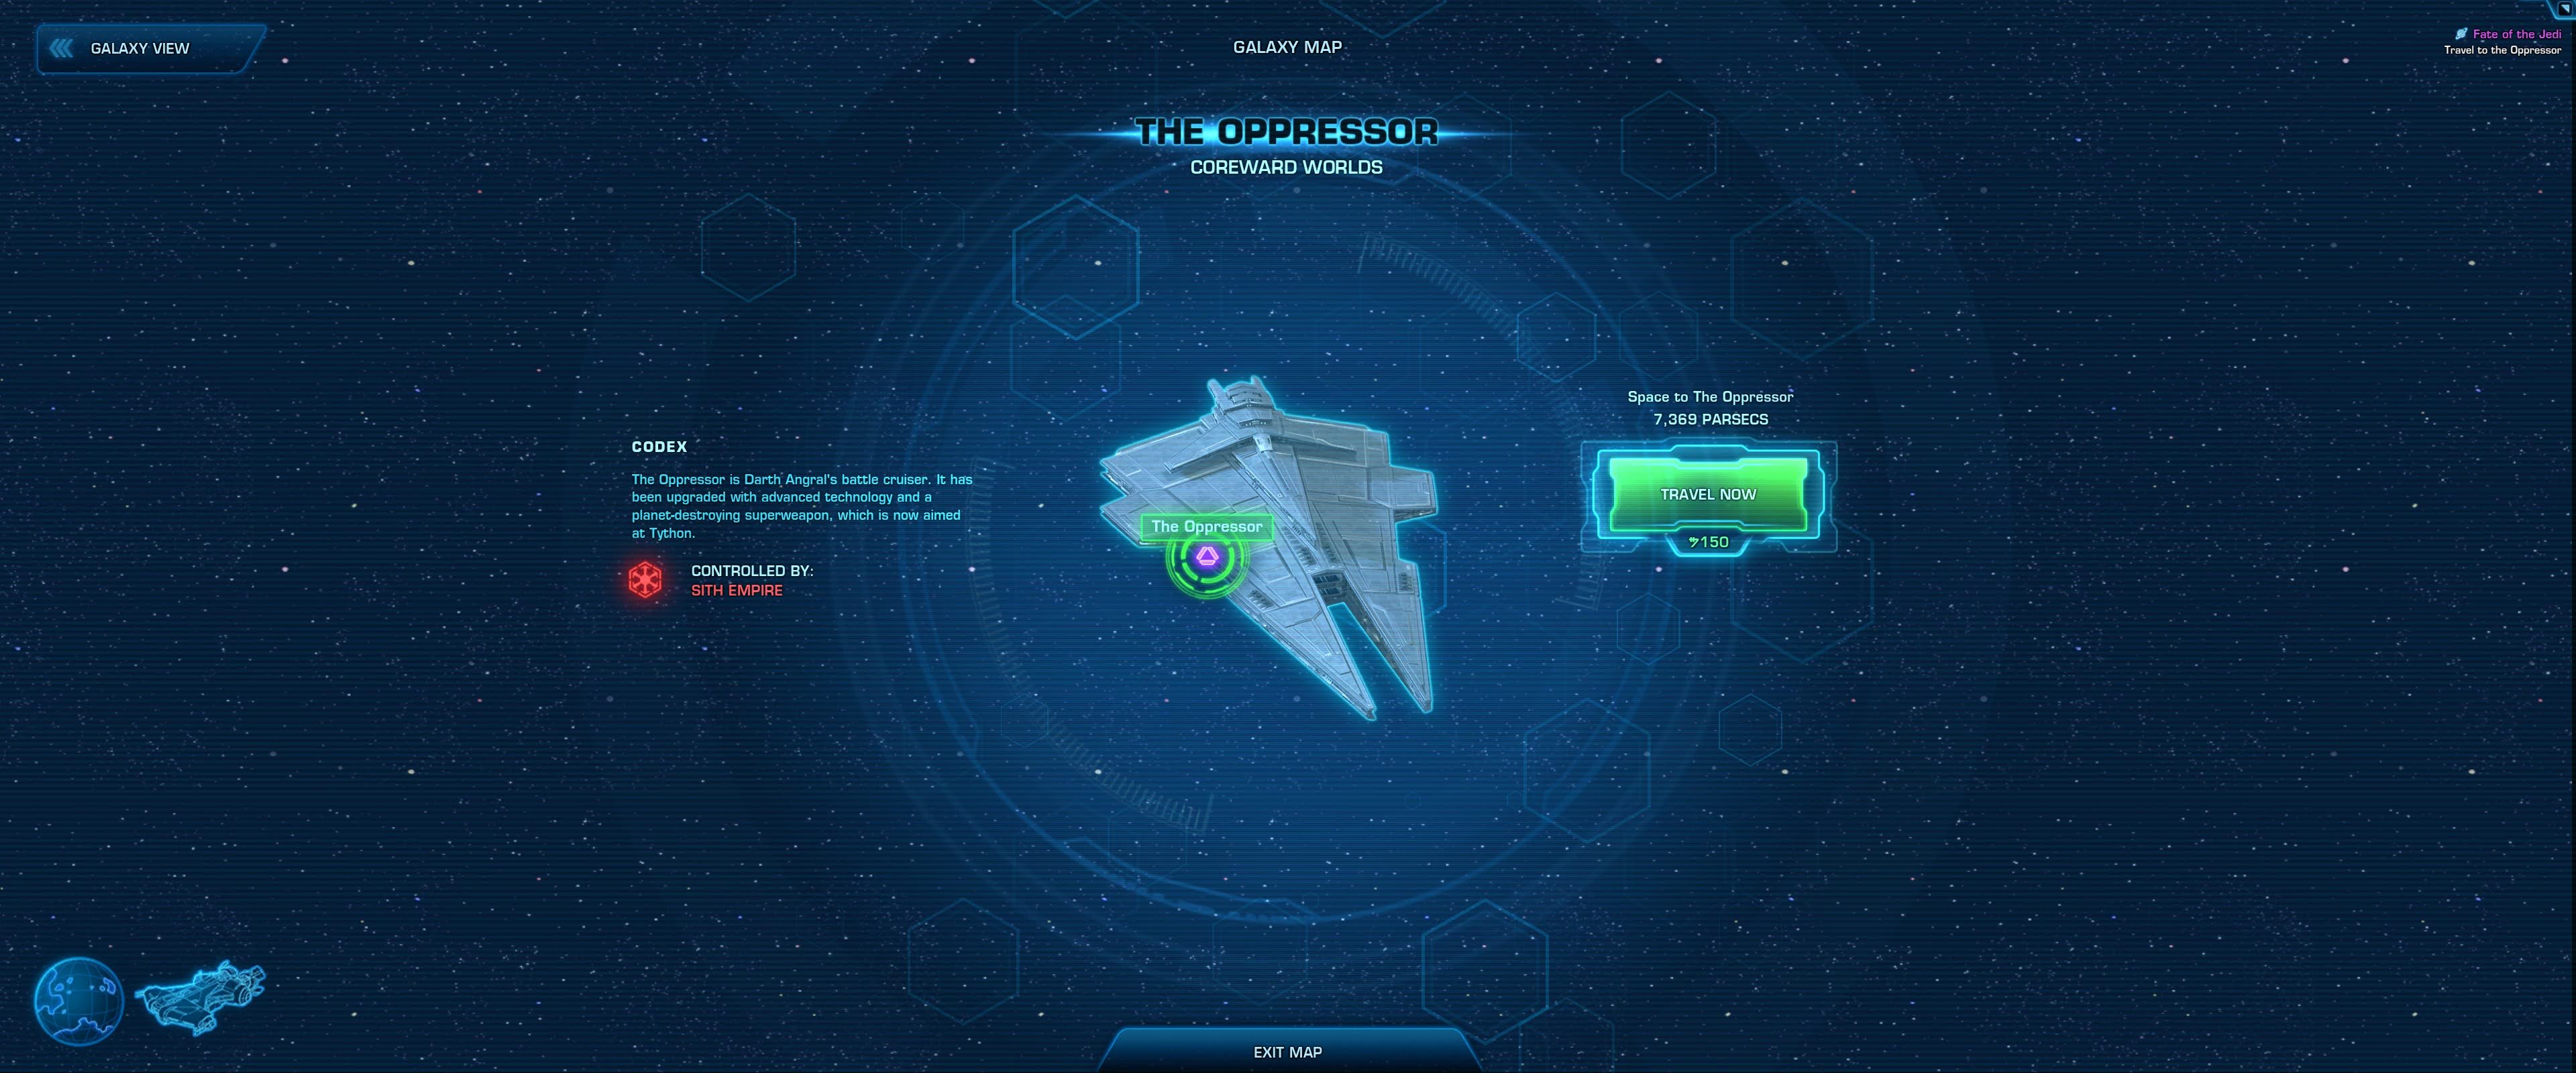 GALAXY VIEW
GALAXY MAP
Fate of the Jedi
Travel to the Oppressor
THE OPPRESSOR
COREWARD WORLDS
CODEX
The Oppressor is Darth Angral's battle cruiser. It has
been upgraded with advanced technology and a
planet-destroying superweapon, which is now aimed
at Tython.
CONTROLLED BY:
SITH EMPIRE
The Oppressor
Space to The Oppressor
7,369 PARSECS
TRAVEL NOW
150
EXIT MAP